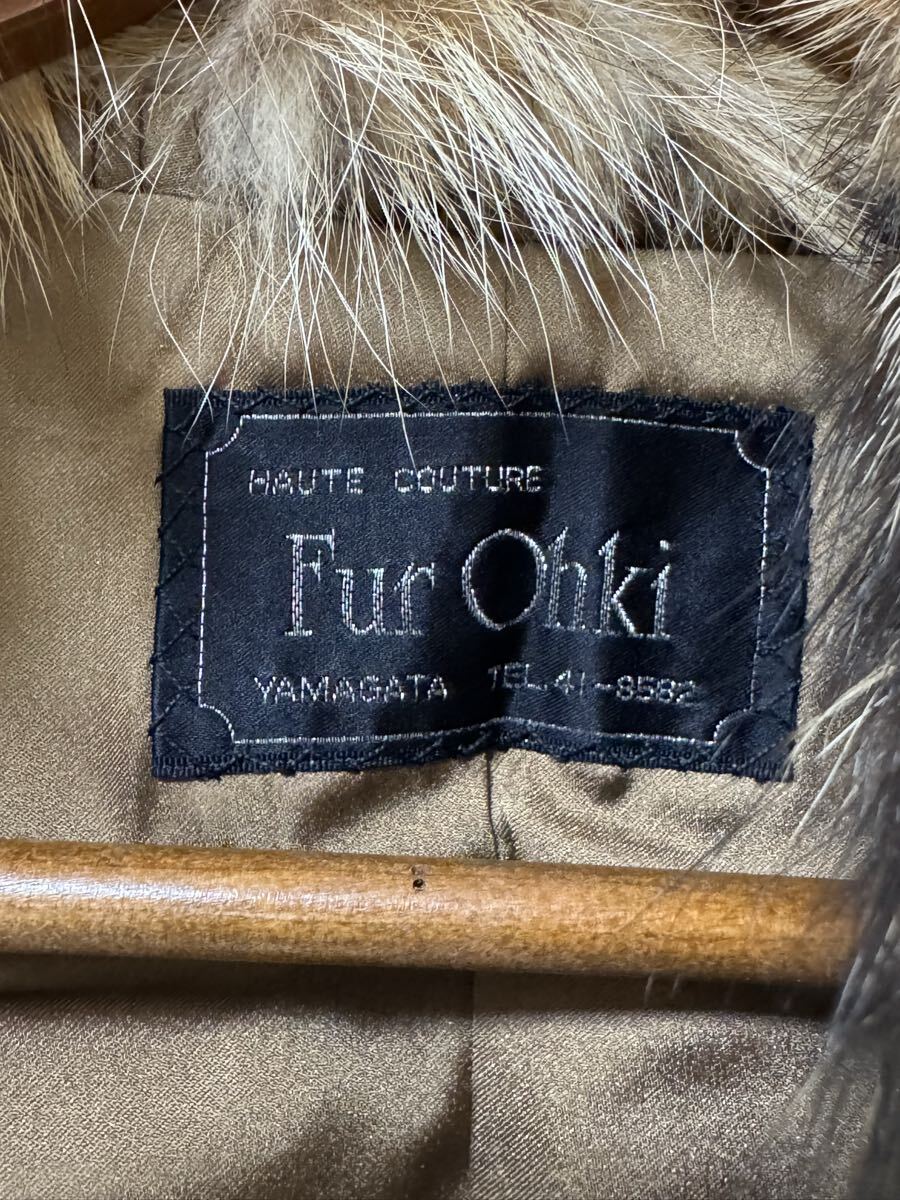 HAUTE COUTURE
Fur Ohki
YAMAGATA TEL.41-8582